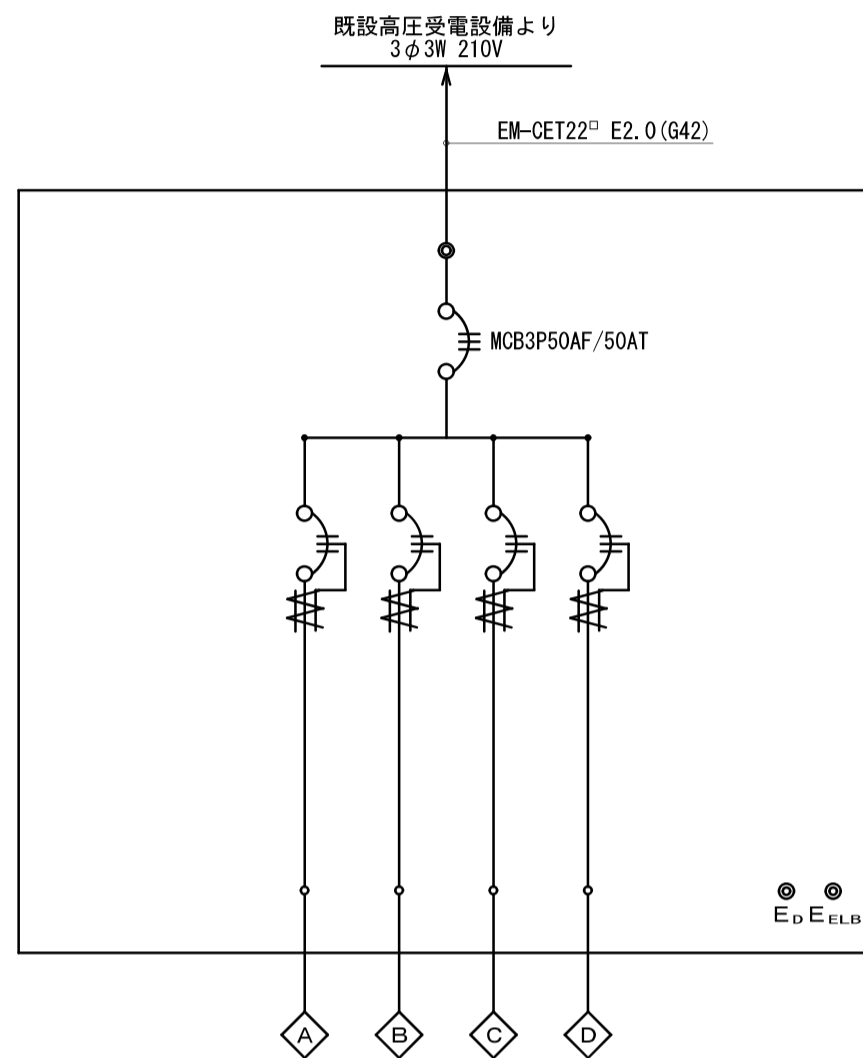 既設高圧受電設備より
3φ3W 210V
EM-CET22□ E2.0(G42)
MCB3P50AF/50AT
ED EELB
A B C D